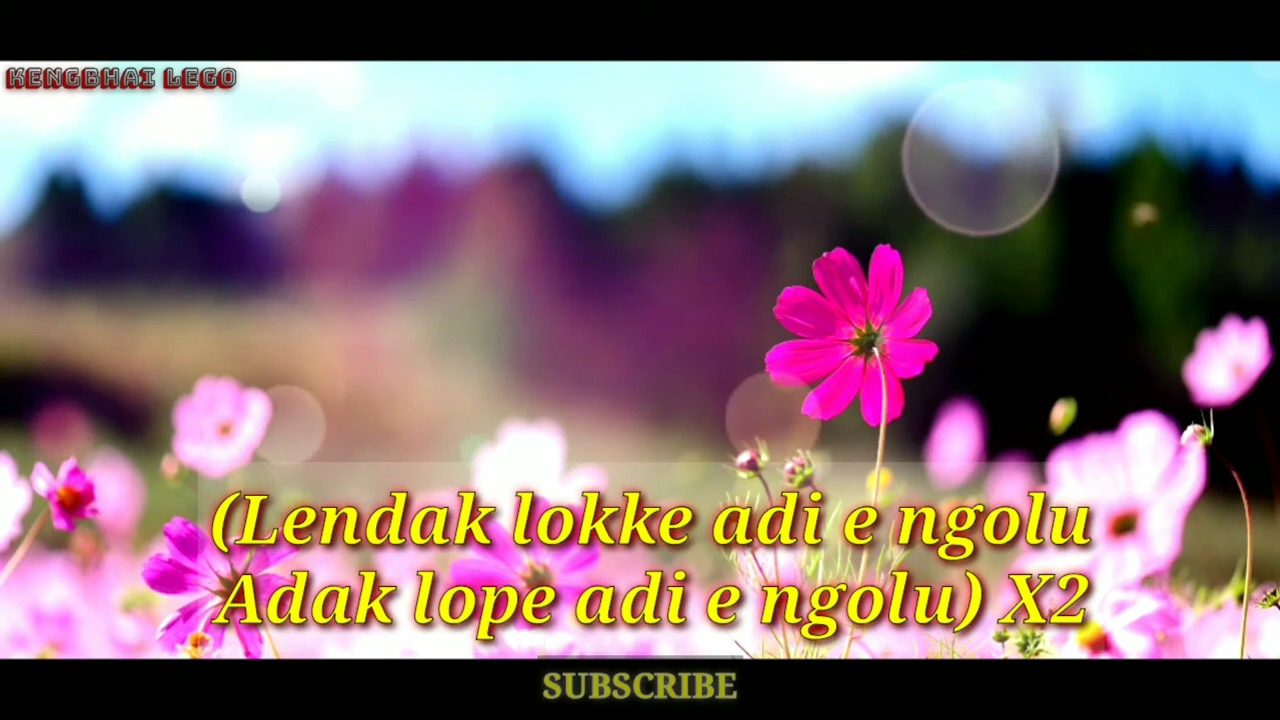 KENGBHAI LEGO
(Lendak lokke adi e ngolu
Adak lope adi e ngolu) X2
SUBSCRIBE